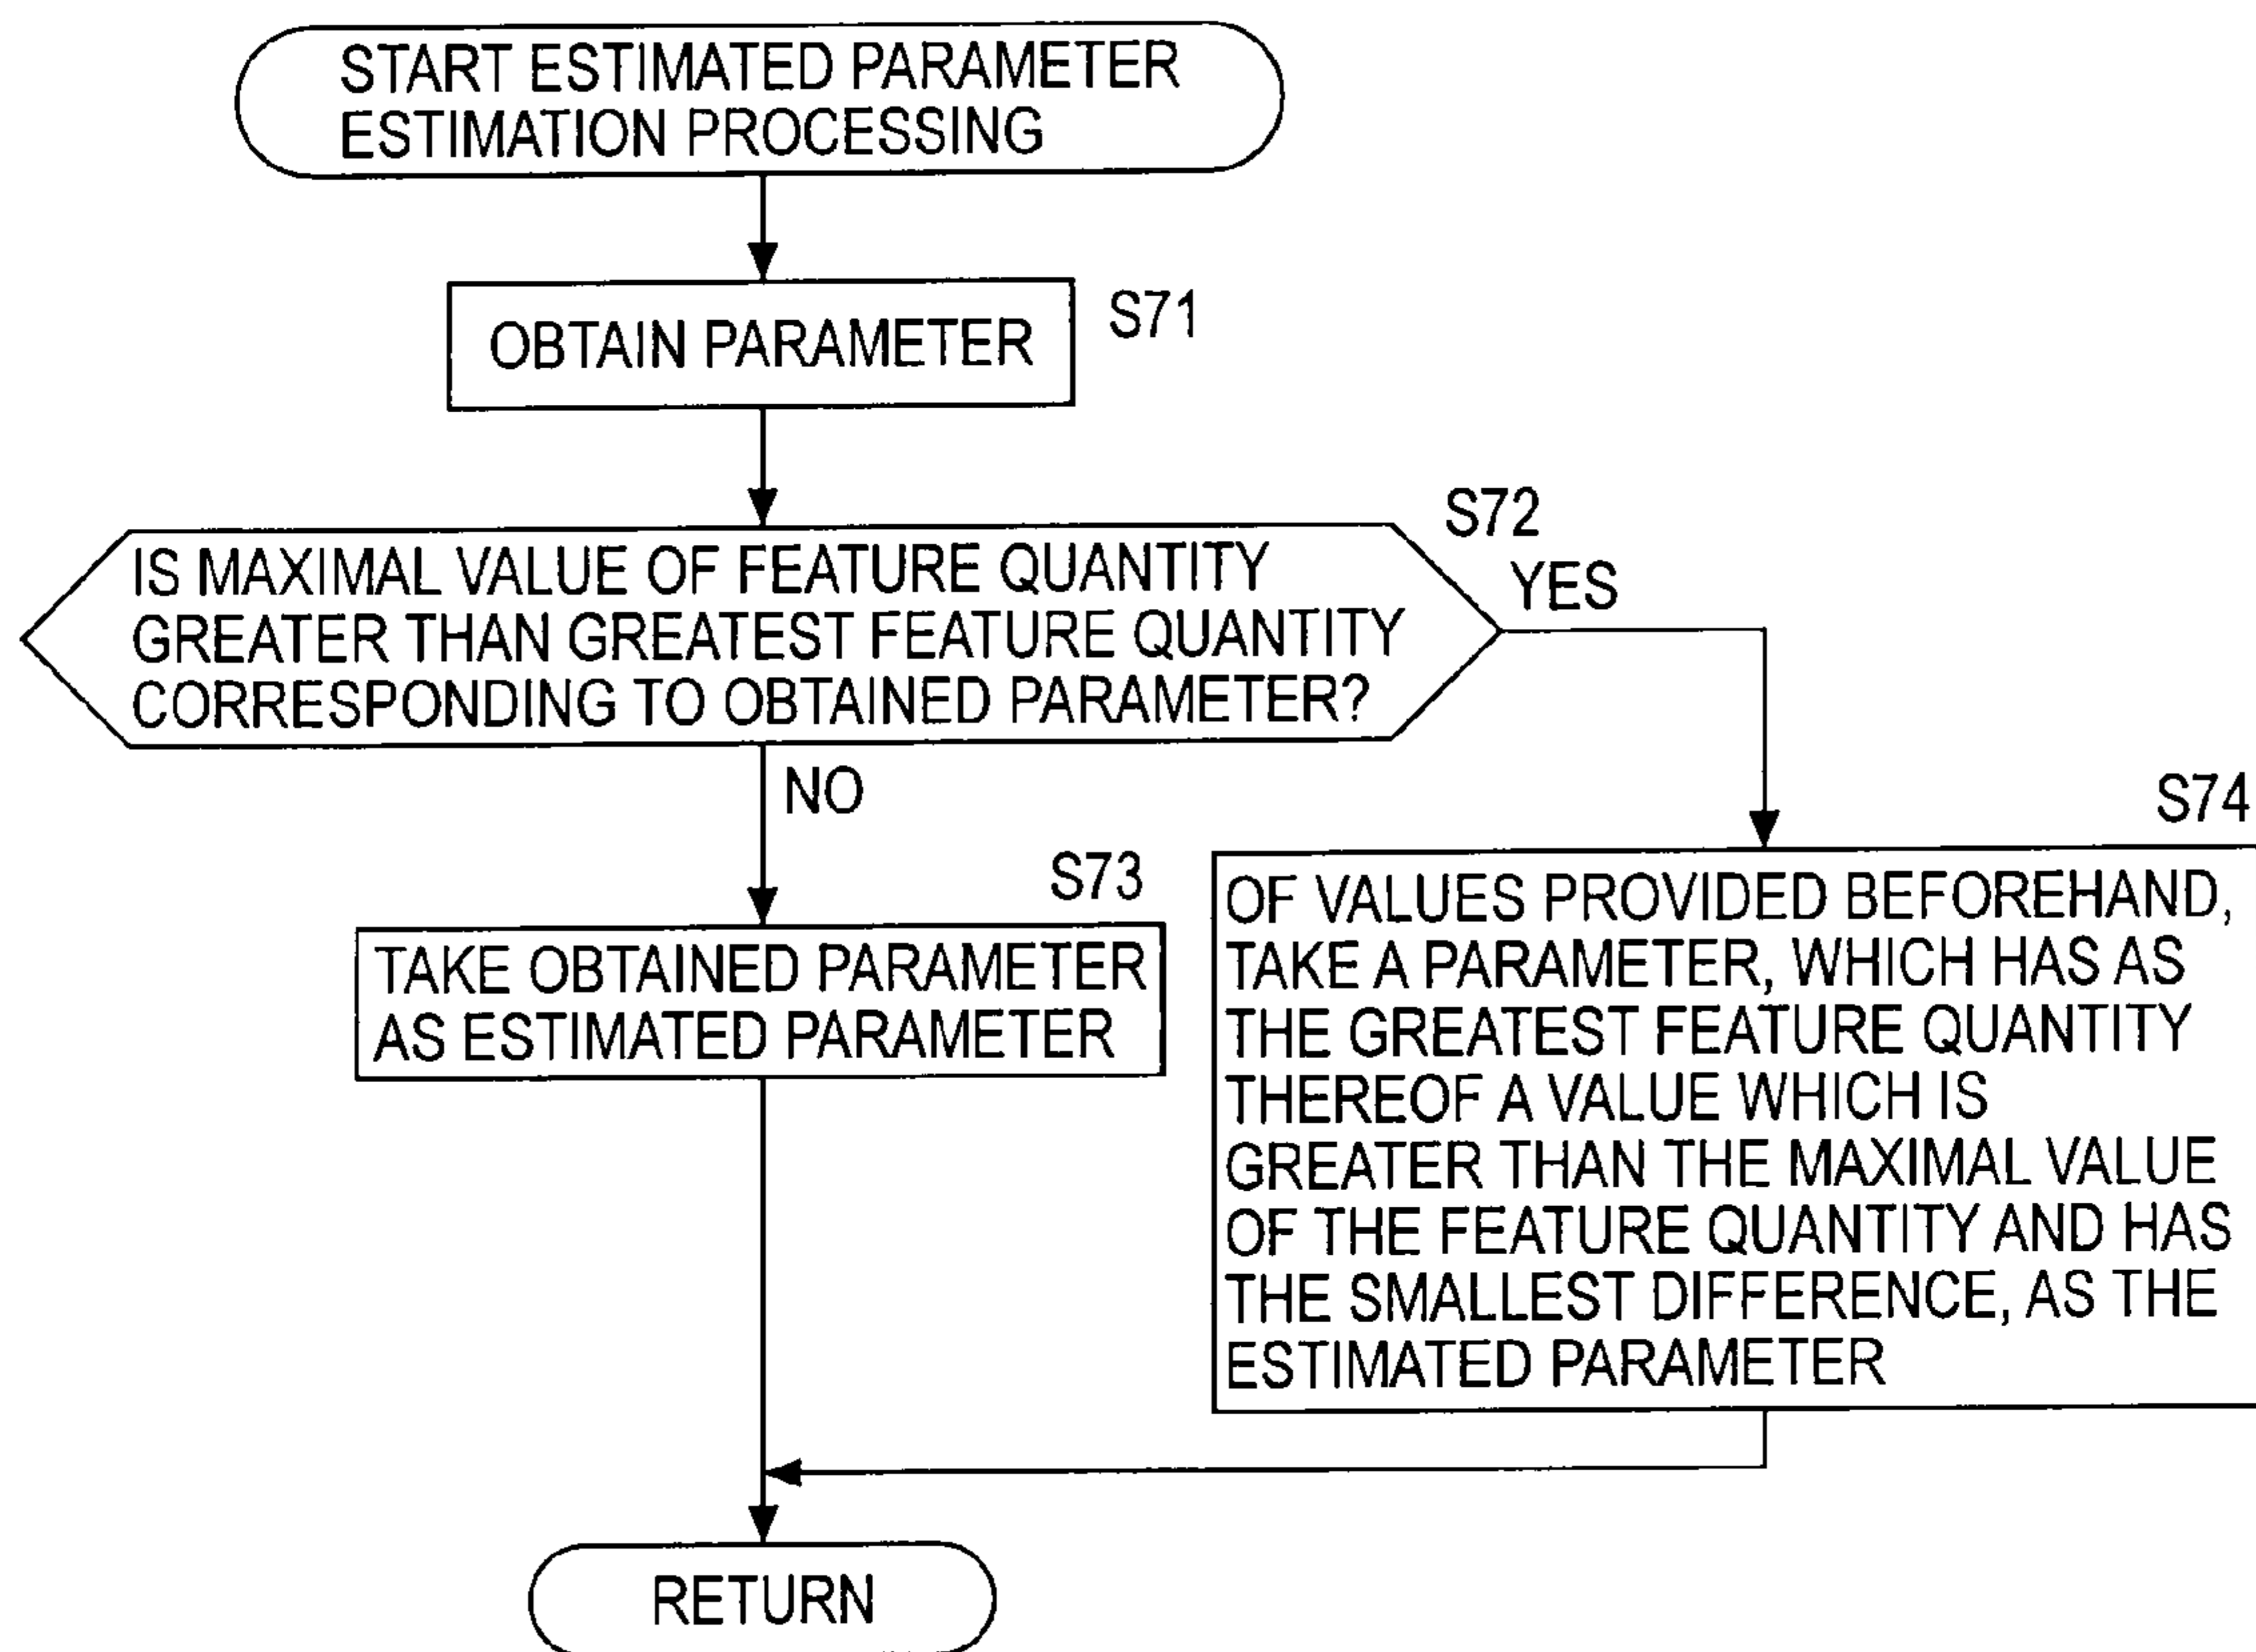 START ESTIMATED PARAMETER
ESTIMATION PROCESSING
OBTAIN PARAMETER
S71
S72
IS MAXIMAL VALUE OF FEATURE QUANTITY
GREATER THAN GREATEST FEATURE QUANTITY
CORRESPONDING TO OBTAINED PARAMETER?
YES
NO
S73
TAKE OBTAINED PARAMETER
AS ESTIMATED PARAMETER
S74
OF VALUES PROVIDED BEFOREHAND,
TAKE A PARAMETER, WHICH HAS AS
THE GREATEST FEATURE QUANTITY
THEREOF A VALUE WHICH IS
GREATER THAN THE MAXIMAL VALUE
OF THE FEATURE QUANTITY AND HAS
THE SMALLEST DIFFERENCE, AS THE
ESTIMATED PARAMETER
RETURN